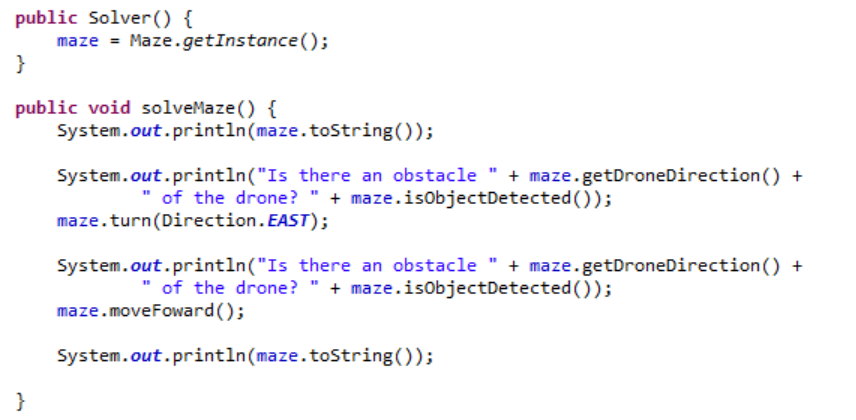 public Solver() {
    maze = Maze.getInstance();
}
public void solveMaze() {
    System.out.println(maze.toString());
    System.out.println("Is there an obstacle " + maze.getDroneDirection() +
            " of the drone? " + maze.isObjectDetected());
    maze.turn(Direction.EAST);
    System.out.println("Is there an obstacle " + maze.getDroneDirection() +
            " of the drone? " + maze.isObjectDetected());
    maze.moveFoward();
    System.out.println(maze.toString());
}